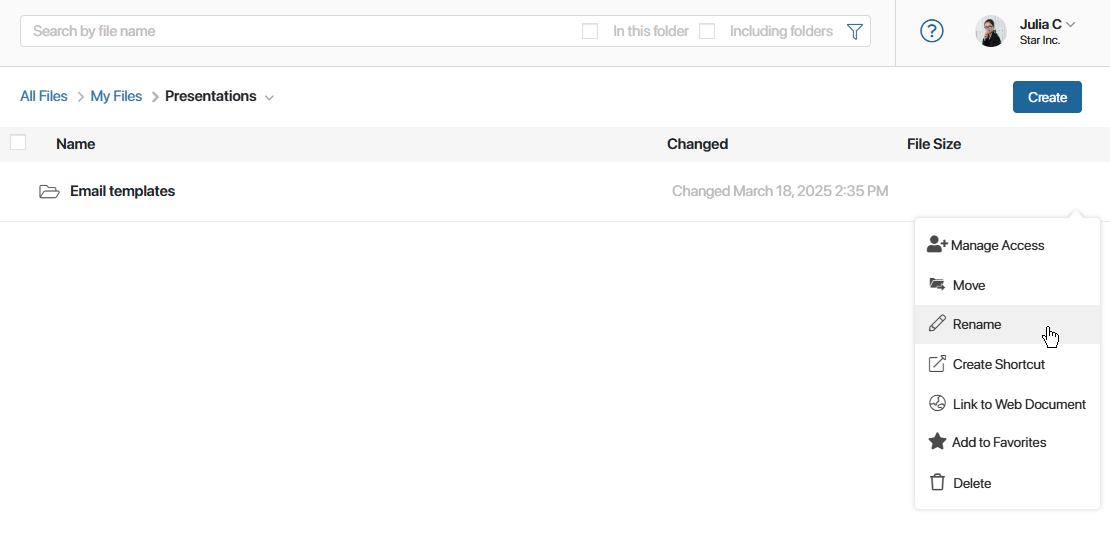 Search by file name In this folder Including folders
Julia C
Star Inc.
All Files My Files Presentations
Create
Name Changed File Size
Email templates Changed March 18, 2025 2:35 PM
Manage Access
Move
Rename
Create Shortcut
Link to Web Document
Add to Favorites
Delete